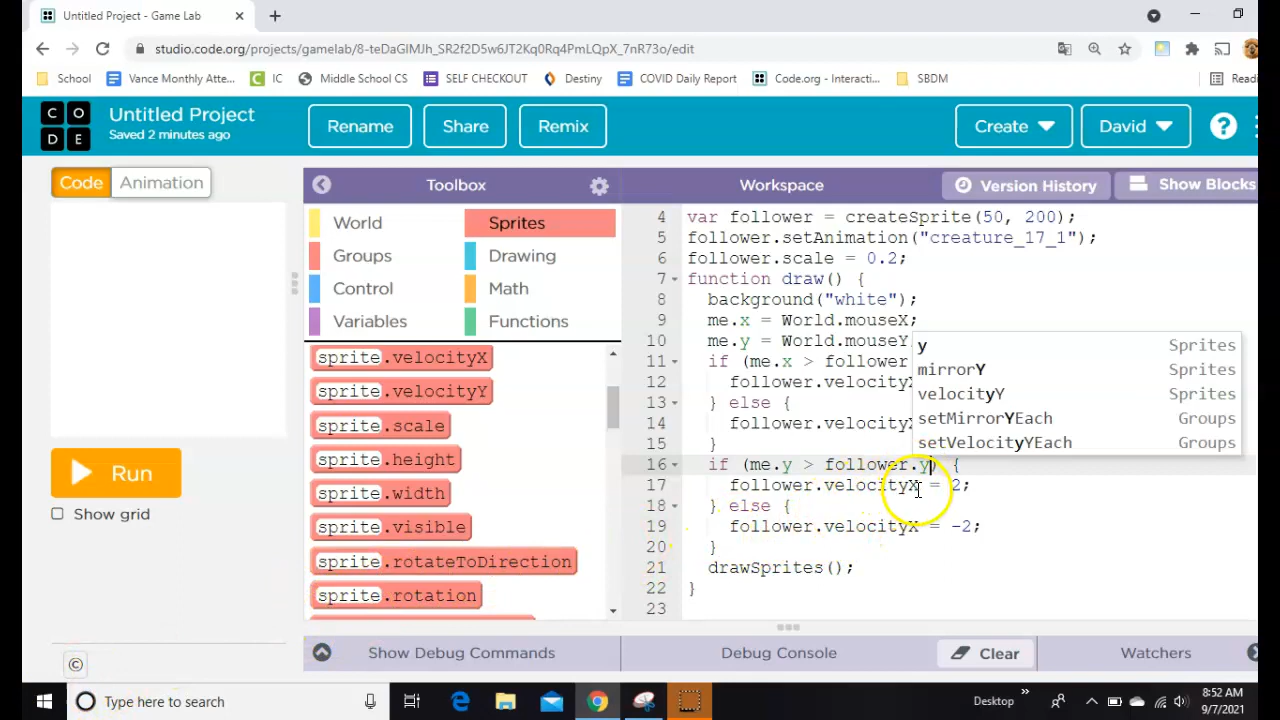 Untitled Project - Game Lab
studio.code.org/projects/gamelab/8-teDaGlMJh_SR2f2D5w6JT2Kq0Rq4PmLQpX_7nR73o/edit
School Vance Monthly Atte... IC Middle School CS SELF CHECKOUT Destiny COVID Daily Report Code.org - Interacti... SBDM Readi
CO
DE
Untitled Project
Saved 2 minutes ago
Rename Share Remix Create David ?
Code Animation
Toolbox
Workspace
Version History
Show Blocks
World Sprites
Groups Drawing
Control Math
Variables Functions
sprite.velocityX
sprite.velocityY
sprite.scale
sprite.height
sprite.width
sprite.visible
sprite.rotateToDirection
sprite.rotation
Run
Show grid
4 var follower = createSprite(50, 200);
5 follower.setAnimation("creature_17_1");
6 follower.scale = 0.2;
7 function draw() {
8 background("white");
9 me.x = World.mouseX;
10 me.y = World.mouseY
11 if (me.x > follower
12 follower.velocityX
13 } else {
14 follower.velocityX
15 }
16 if (me.y > follower.y) {
17 follower.velocityX = 2;
18 } else {
19 follower.velocityX = -2;
20 }
21 drawSprites();
22 }
23
y Sprites
mirrorY Sprites
velocityY Sprites
setMirrorYEach Groups
setVelocityYEach Groups
©
Show Debug Commands
Debug Console
Clear
Watchers
Type here to search
Desktop
8:52 AM
9/7/2021